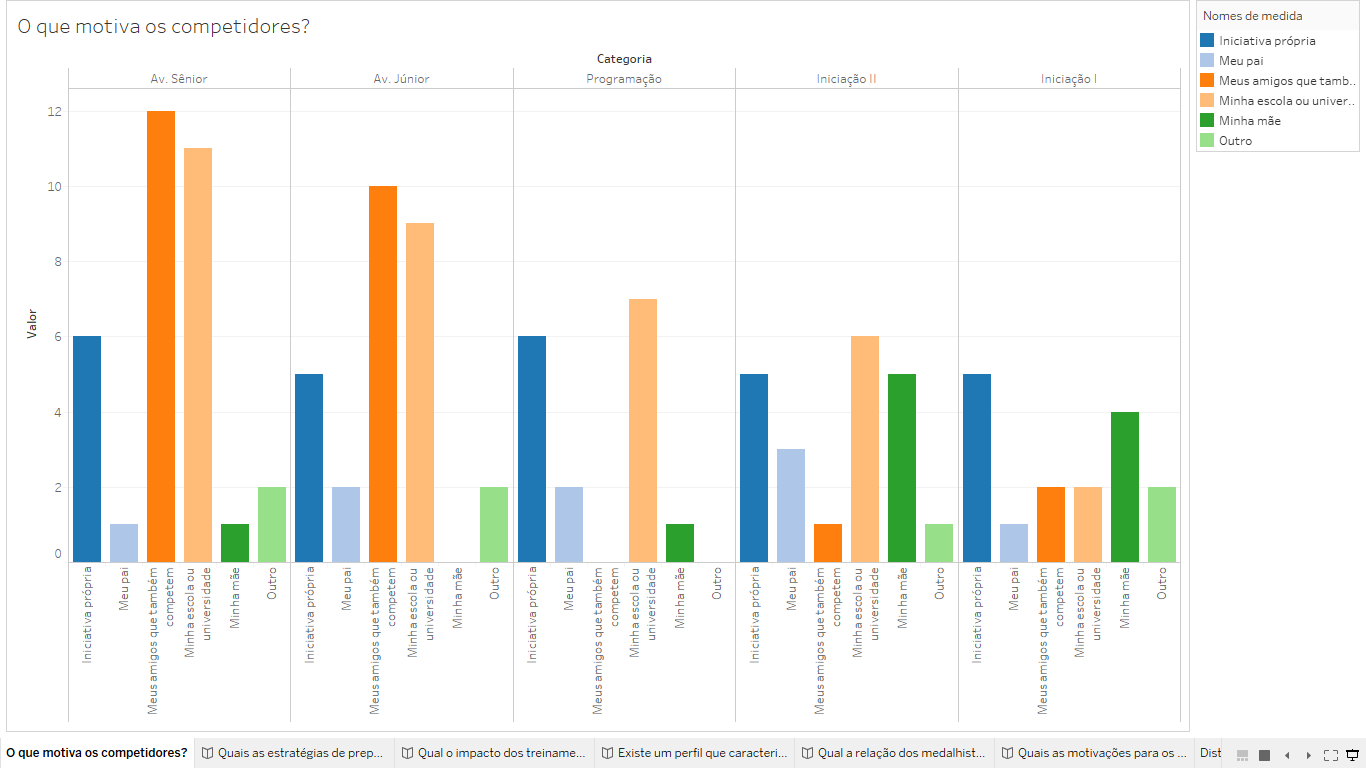 O que motiva os competidores?
Categoria
Av. Sênior
Av. Júnior
Programação
Iniciação II
Iniciação I
Valor
12
10
8
6
4
2
0
Iniciativa própria
Meu pai
Meus amigos que também
competem
Minha escola ou
universidade
Minha mãe
Outro
Iniciativa própria
Meu pai
Meus amigos que também
competem
Minha escola ou
universidade
Minha mãe
Outro
Iniciativa própria
Meu pai
Meus amigos que também
competem
Minha escola ou
universidade
Minha mãe
Outro
Iniciativa própria
Meu pai
Meus amigos que também
competem
Minha escola ou
universidade
Minha mãe
Outro
Iniciativa própria
Meu pai
Meus amigos que também
competem
Minha escola ou
universidade
Minha mãe
Outro
Nomes de medida
Iniciativa própria
Meu pai
Meus amigos que tamb..
Minha escola ou univer..
Minha mãe
Outro
O que motiva os competidores?
Quais as estratégias de prep...
Qual o impacto dos treiname...
Existe um perfil que caracteri...
Qual a relação dos medalhist...
Quais as motivações para os ...
Dist